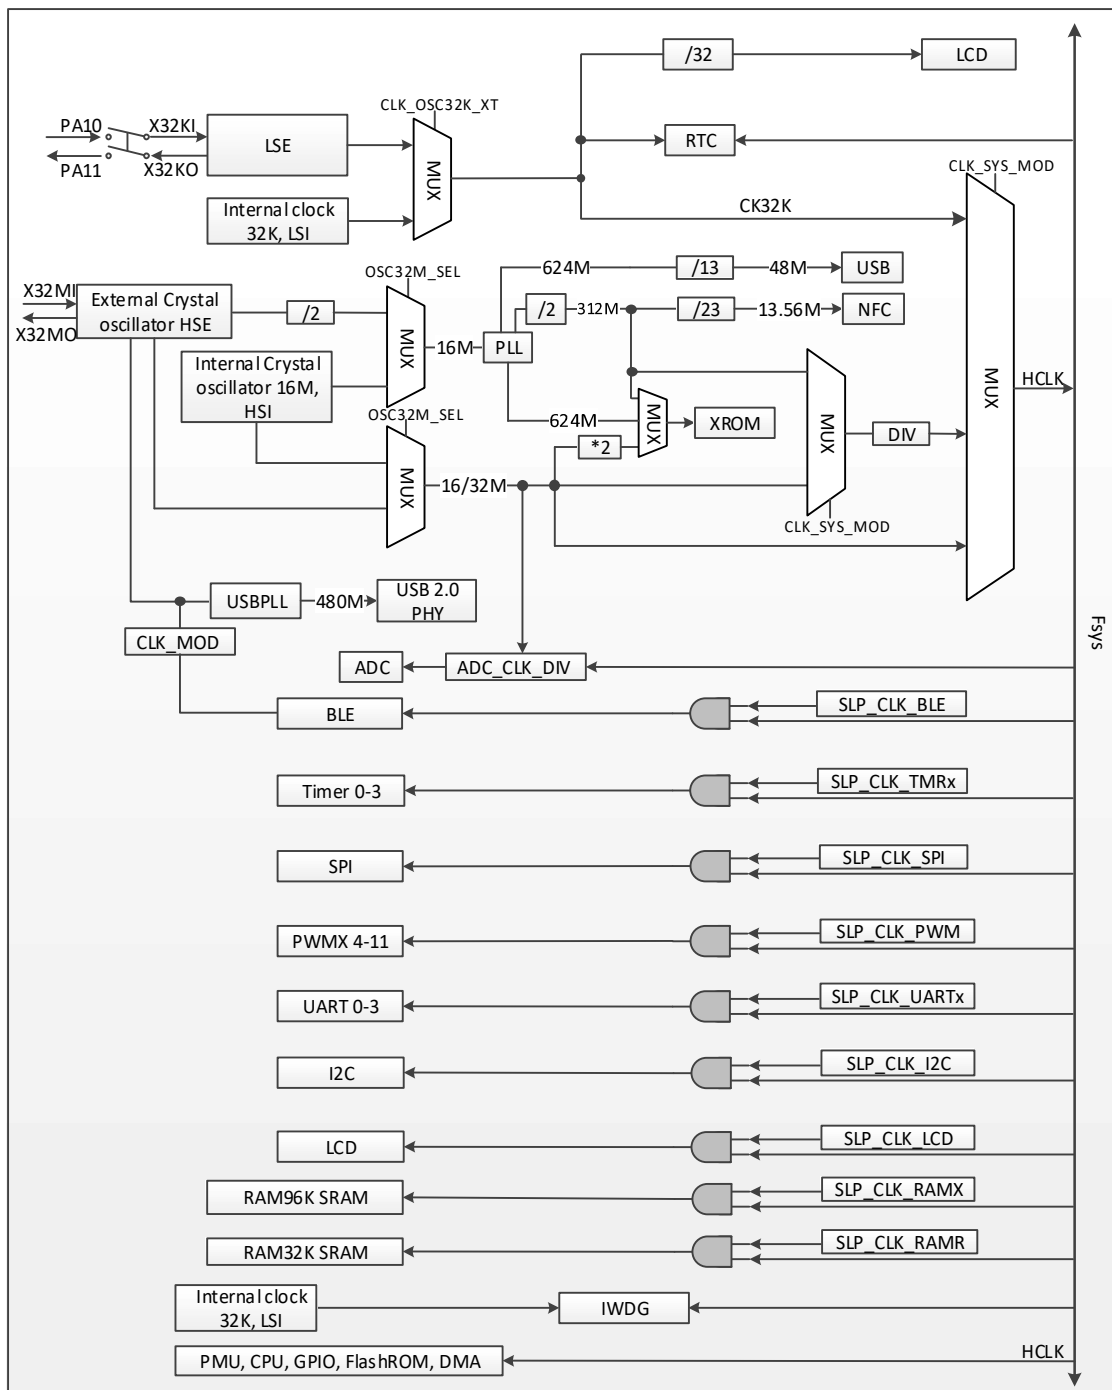 /32
LCD
CLK_OSC32K_XT
PA10
X32KI
LSE
MUX
RTC
PA11
X32KO
CLK_SYS_MOD
Internal clock
32K, LSI
CK32K
OSC32M_SEL
624M
/13
48M
USB
X32MI
External Crystal
oscillator HSE
X32MO
/2
MUX
/2
312M
/23
13.56M
NFC
16M
PLL
Internal Crystal
oscillator 16M,
HSI
MUX
HCLK
OSC32M_SEL
624M
MUX
XROM
MUX
DIV
*2
MUX
16/32M
CLK_SYS_MOD
USBPLL
480M
USB 2.0
PHY
Fsys
CLK_MOD
ADC
ADC_CLK_DIV
BLE
SLP_CLK_BLE
Timer 0-3
SLP_CLK_TMRx
SPI
SLP_CLK_SPI
PWMX 4-11
SLP_CLK_PWM
UART 0-3
SLP_CLK_UARTx
I2C
SLP_CLK_I2C
LCD
SLP_CLK_LCD
RAM96K SRAM
SLP_CLK_RAMX
RAM32K SRAM
SLP_CLK_RAMR
Internal clock
32K, LSI
IWDG
PMU, CPU, GPIO, FlashROM, DMA
HCLK